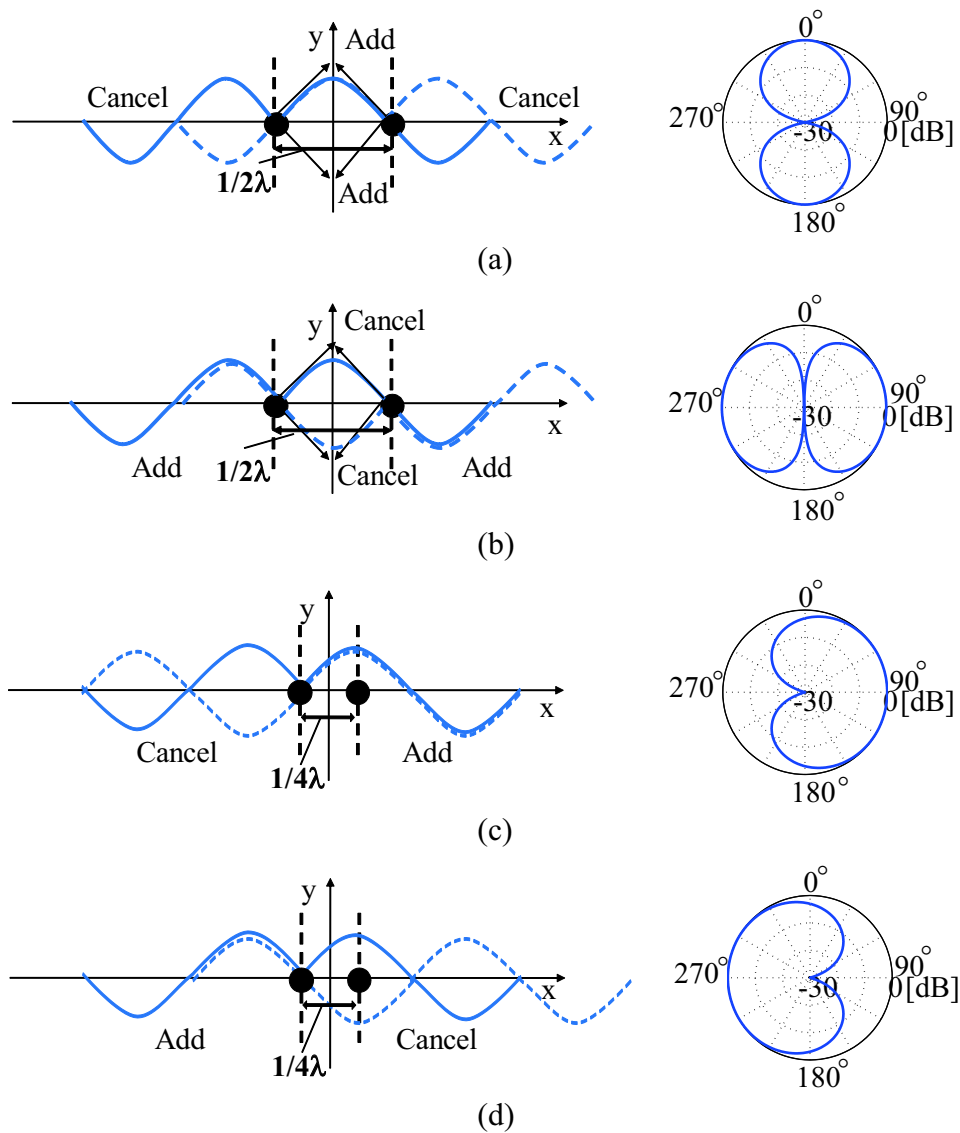 y Add
Cancel Cancel
x
1/2λ Add
0°
270° 90°
-30 0[dB]
180°
(a)
y Cancel
x
Add 1/2λ Cancel Add
0°
270° 90°
-30 0[dB]
180°
(b)
y
x
Cancel Add
1/4λ
0°
270° 90°
-30 0[dB]
180°
(c)
y
x
Add Cancel
1/4λ
0°
270° 90°
-30 0[dB]
180°
(d)